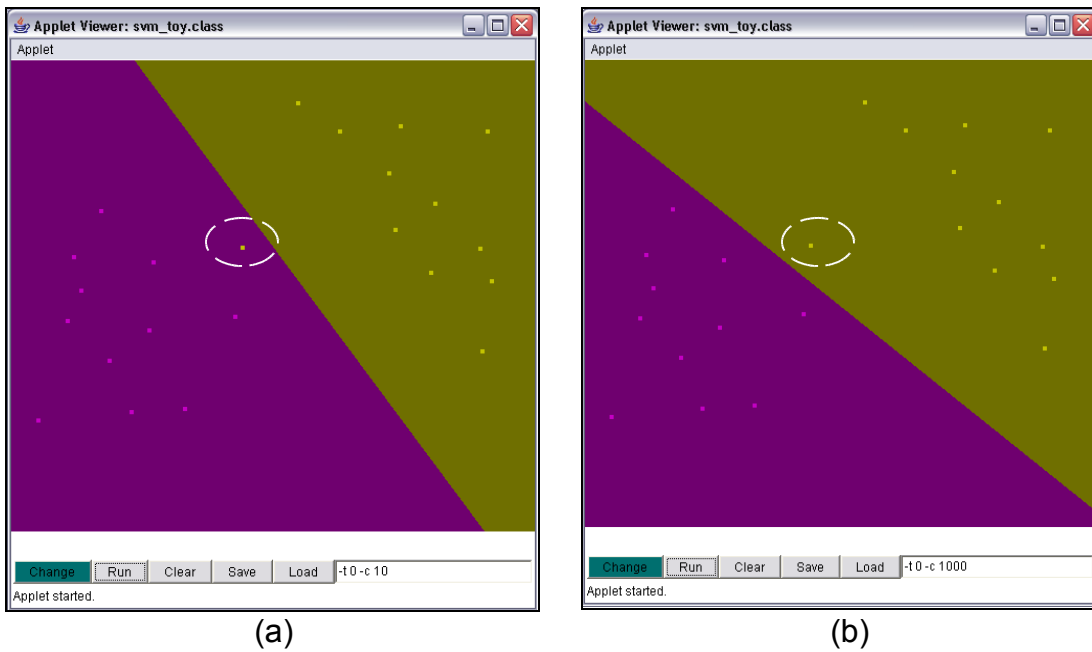 Applet Viewer: svm_toy.class
Applet
Change Run Clear Save Load -t 0 -c 10
Applet started.
(a)
Applet Viewer: svm_toy.class
Applet
Change Run Clear Save Load -t 0 -c 1000
Applet started.
(b)